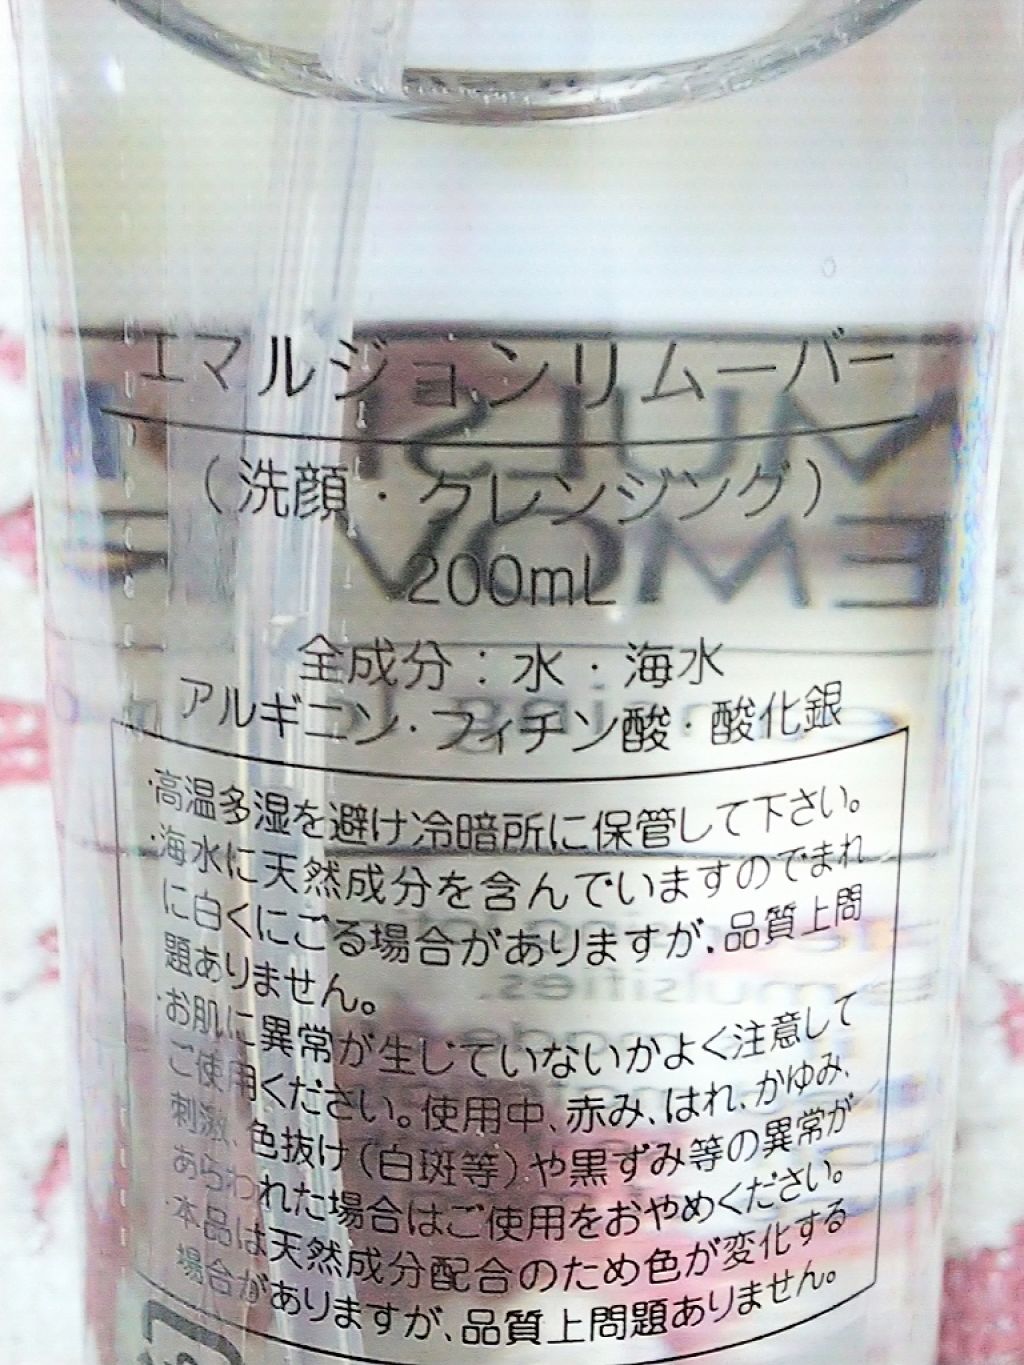 エマルジョンリムーバー
(洗顔・クレンジング)
200mL
全成分:水・海水
アルギニン・フィチン酸・酸化銀
・高温多湿を避け冷暗所に保管して下さい。
・海水に天然成分を含んでいますのでまれ
に白くにごる場合がありますが、品質上問
題ありません。
・お肌に異常が生じていないかよく注意して
ご使用ください。使用中、赤み、はれ、かゆみ、
刺激、色抜け(白斑等)や黒ずみ等の異常が
あらわれた場合はご使用をおやめください。
・本品は天然成分配合のため色が変化する
場合がありますが、品質上問題ありません。